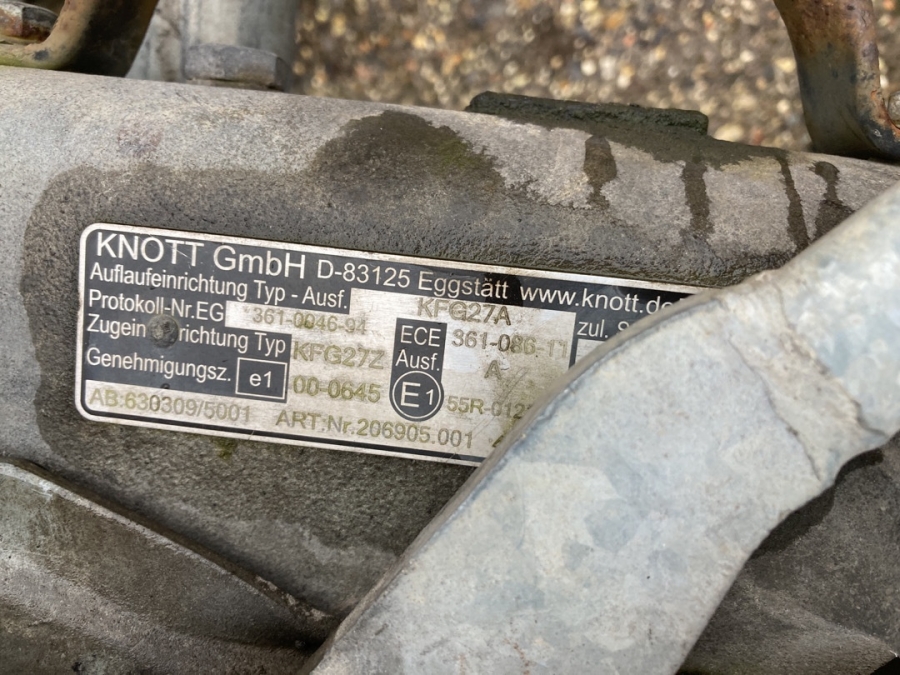 KNOTT GmbH D-83125 Eggstätt www.knott.de
Auflaufeinrichtung Typ - Ausf. KFG27A
Protokoll-Nr.EG 361-0046-94 ECE 361-086-11 zul.
Zugeinrichtung Typ KFG27Z Ausf. A
Genehmigungsz. e1 00-0645 E1 55R-012
AB:630309/5001 ART.Nr.206905.001